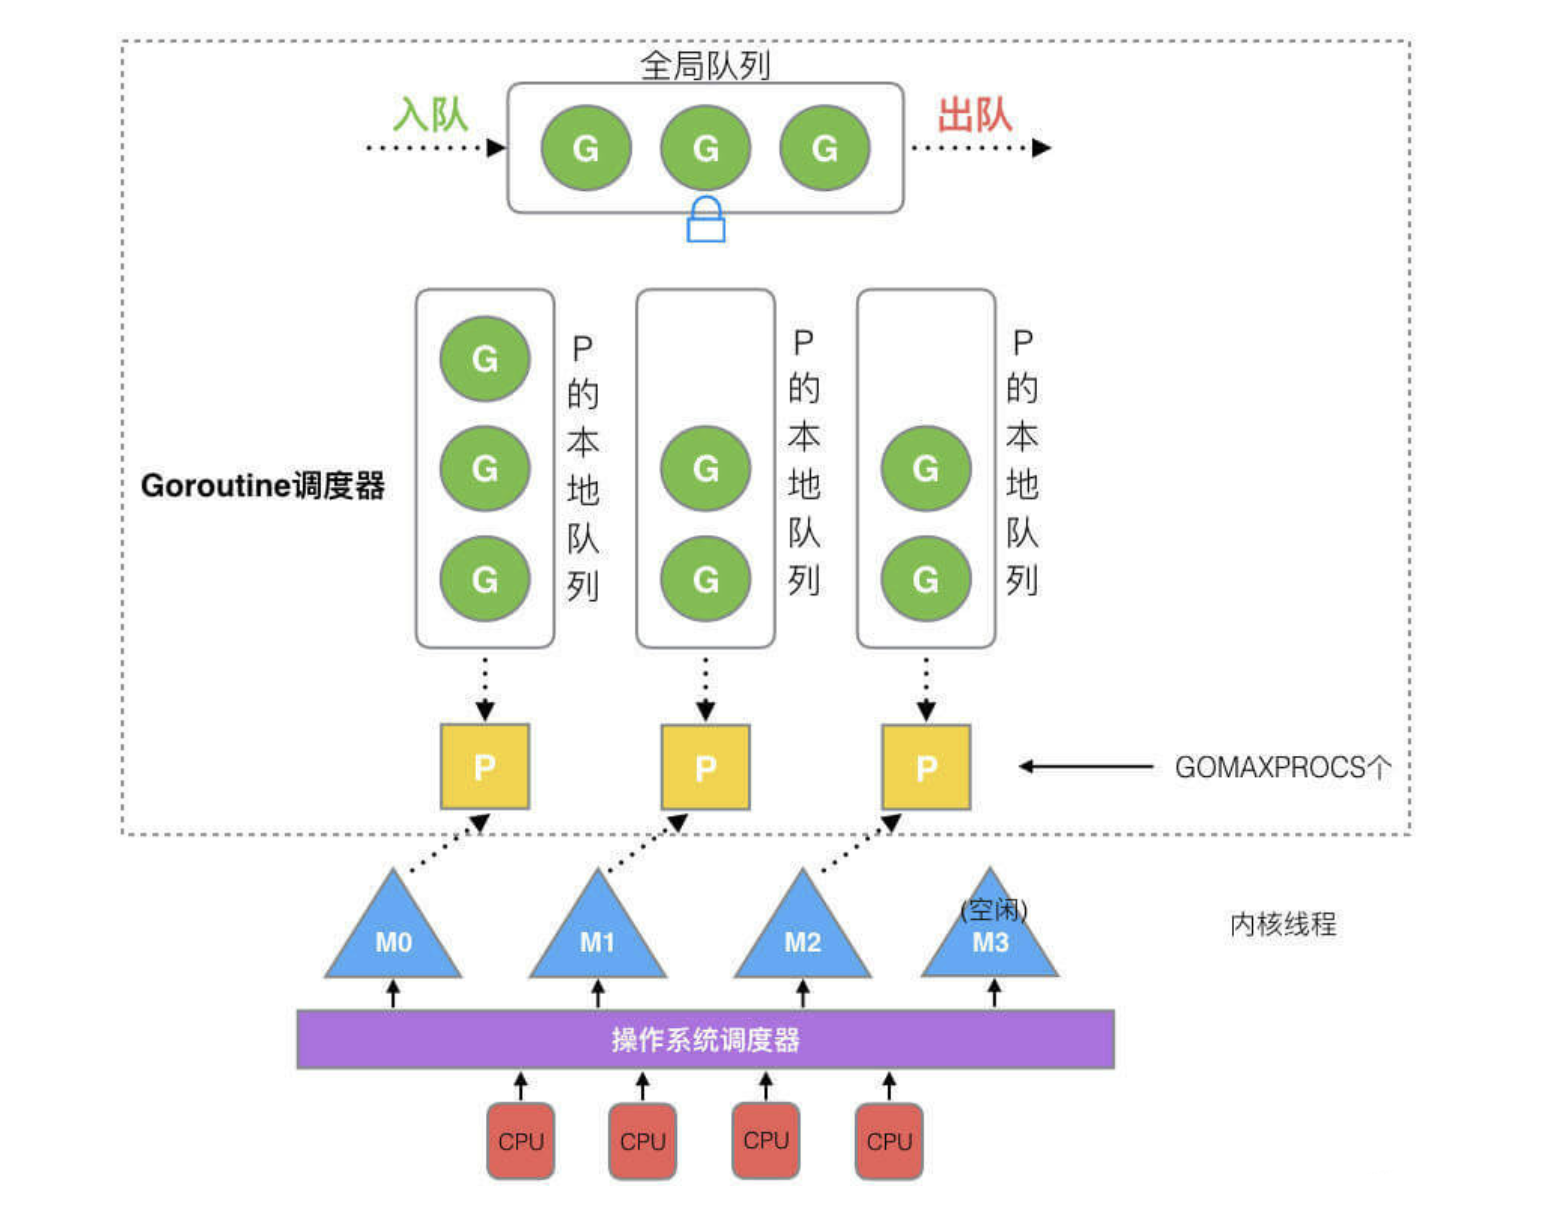 全局队列
入队
出队
G G G
G
G
G
P的本地队列
G
G
P的本地队列
G
G
P的本地队列
Goroutine调度器
P P P
GOMAXPROCS个
M0
M1
M2
(空闲)
M3
内核线程
操作系统调度器
CPU CPU CPU CPU